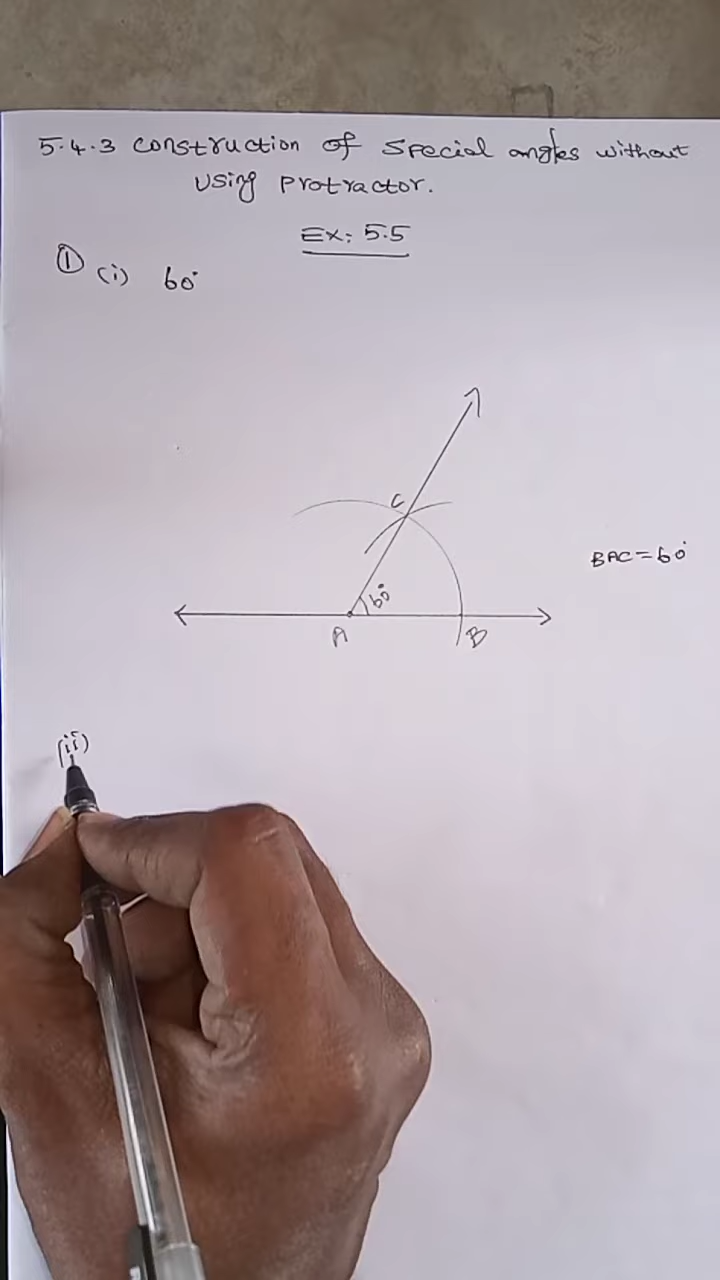 5.4.3 Construction of special angles without
using protractor.
Ex: 5.5
① (i) 60°
C
BAC = 60°
60°
A B
(ii)